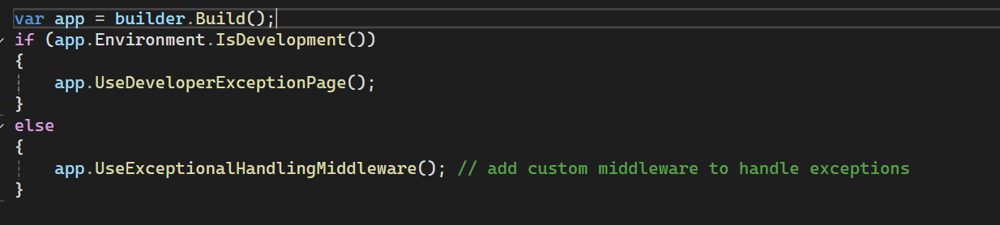 var app = builder.Build();
if (app.Environment.IsDevelopment())
{
    app.UseDeveloperExceptionPage();
}
else
{
    app.UseExceptionalHandlingMiddleware(); // add custom middleware to handle exceptions
}